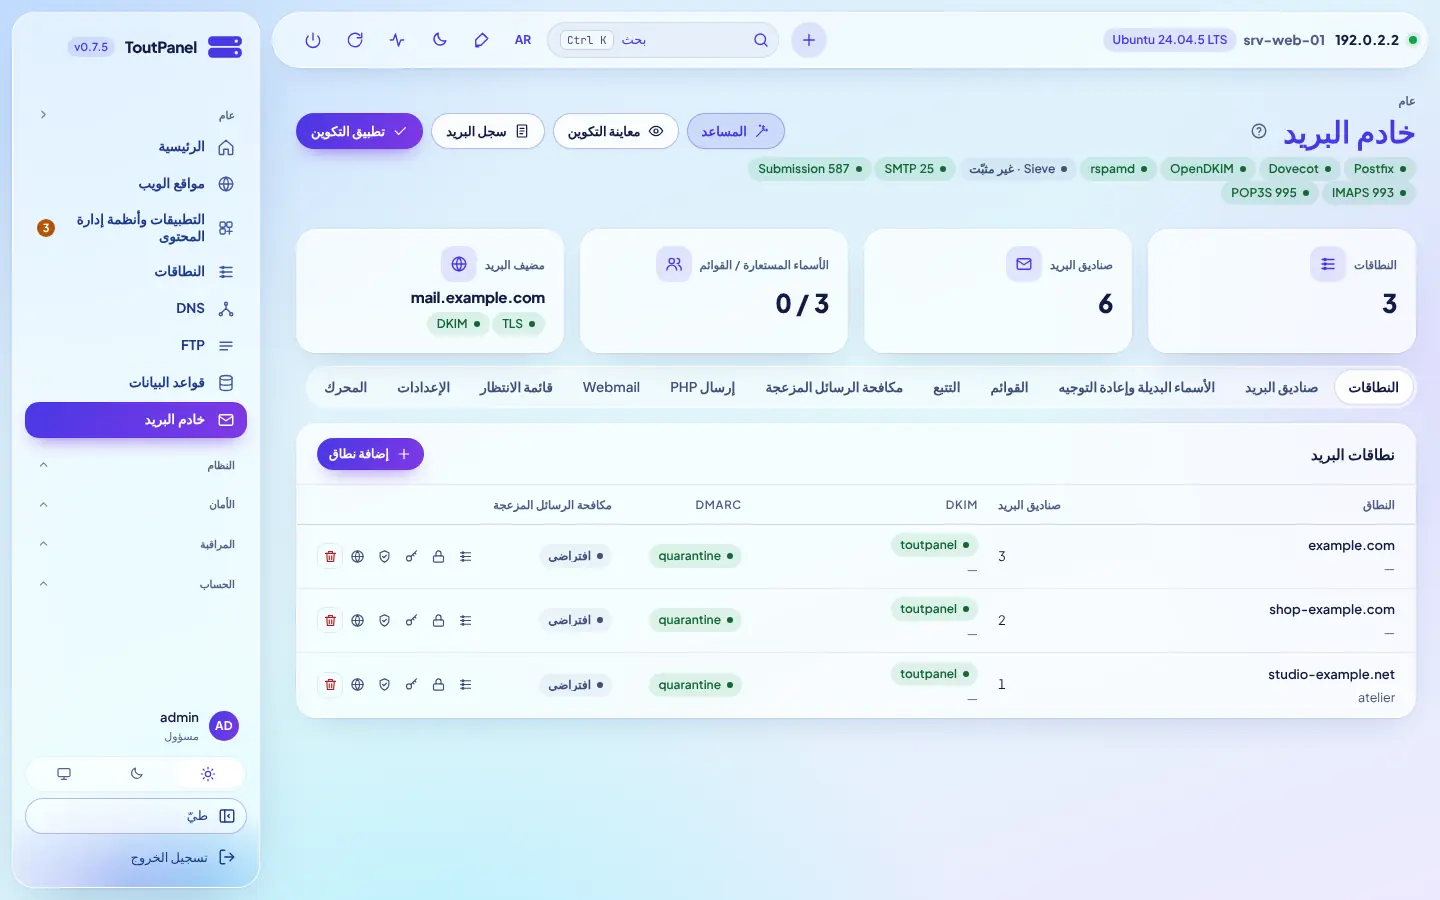 ToutPanel v0.7.5
عام
الرئيسية
مواقع الويب
التطبيقات وأنظمة إدارة
المحتوى
3
النطاقات
DNS
FTP
قواعد البيانات
خادم البريد
النظام
الأمان
المراقبة
الحساب
AD admin
مسؤول
طيّ
تسجيل الخروج
192.0.2.2 srv-web-01 Ubuntu 24.04.5 LTS
بحث Ctrl K
AR
عام
خادم البريد
المساعد
معاينة التكوين
سجل البريد
تطبيق التكوين
Postfix Dovecot OpenDKIM rspamd Sieve · غير مثبّت SMTP 25 Submission 587
IMAPS 993 POP3S 995
النطاقات
3
صناديق البريد
6
الأسماء المستعارة / القوائم
0 / 3
مضيف البريد
mail.example.com
TLS DKIM
النطاقات صناديق البريد الأسماء البديلة وإعادة التوجيه القوائم التتبع مكافحة الرسائل المزعجة إرسال PHP Webmail قائمة الانتظار الإعدادات المحرك
نطاقات البريد
إضافة نطاق
النطاق صناديق البريد DKIM DMARC مكافحة الرسائل المزعجة
example.com 3 toutpanel quarantine افتراضي
— —
shop-example.com 2 toutpanel quarantine افتراضي
— —
studio-example.net 1 toutpanel quarantine افتراضي
atelier —